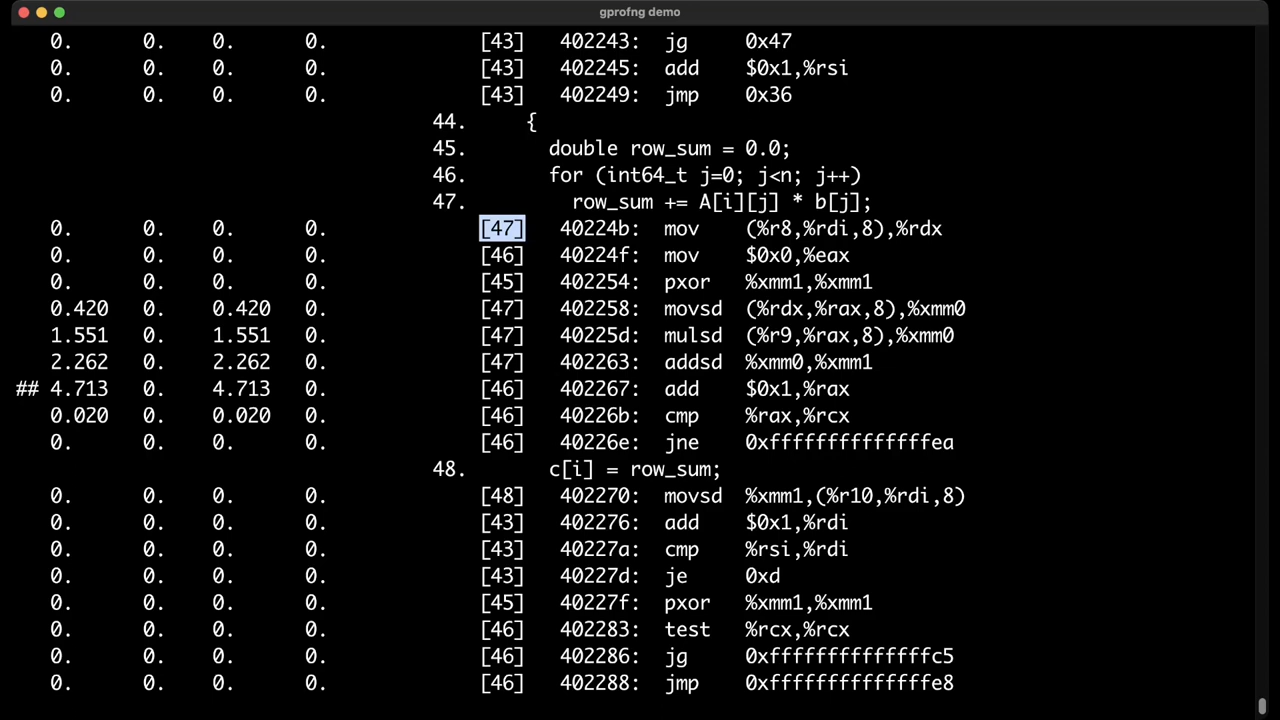 gprofng demo
0. 0. 0. 0. [43] 402243: jg 0x47
0. 0. 0. 0. [43] 402245: add $0x1,%rsi
0. 0. 0. 0. [43] 402249: jmp 0x36
44. {
45. double row_sum = 0.0;
46. for (int64_t j=0; j<n; j++)
47. row_sum += A[i][j] * b[j];
0. 0. 0. 0. [47] 40224b: mov (%r8,%rdi,8),%rdx
0. 0. 0. 0. [46] 40224f: mov $0x0,%eax
0. 0. 0. 0. [45] 402254: pxor %xmm1,%xmm1
0.420 0. 0.420 0. [47] 402258: movsd (%rdx,%rax,8),%xmm0
1.551 0. 1.551 0. [47] 40225d: mulsd (%r9,%rax,8),%xmm0
2.262 0. 2.262 0. [47] 402263: addsd %xmm0,%xmm1
## 4.713 0. 4.713 0. [46] 402267: add $0x1,%rax
0.020 0. 0.020 0. [46] 40226b: cmp %rax,%rcx
0. 0. 0. 0. [46] 40226e: jne 0xffffffffffffffea
48. c[i] = row_sum;
0. 0. 0. 0. [48] 402270: movsd %xmm1,(%r10,%rdi,8)
0. 0. 0. 0. [43] 402276: add $0x1,%rdi
0. 0. 0. 0. [43] 40227a: cmp %rsi,%rdi
0. 0. 0. 0. [43] 40227d: je 0xd
0. 0. 0. 0. [45] 40227f: pxor %xmm1,%xmm1
0. 0. 0. 0. [46] 402283: test %rcx,%rcx
0. 0. 0. 0. [46] 402286: jg 0xffffffffffffffc5
0. 0. 0. 0. [46] 402288: jmp 0xffffffffffffffe8